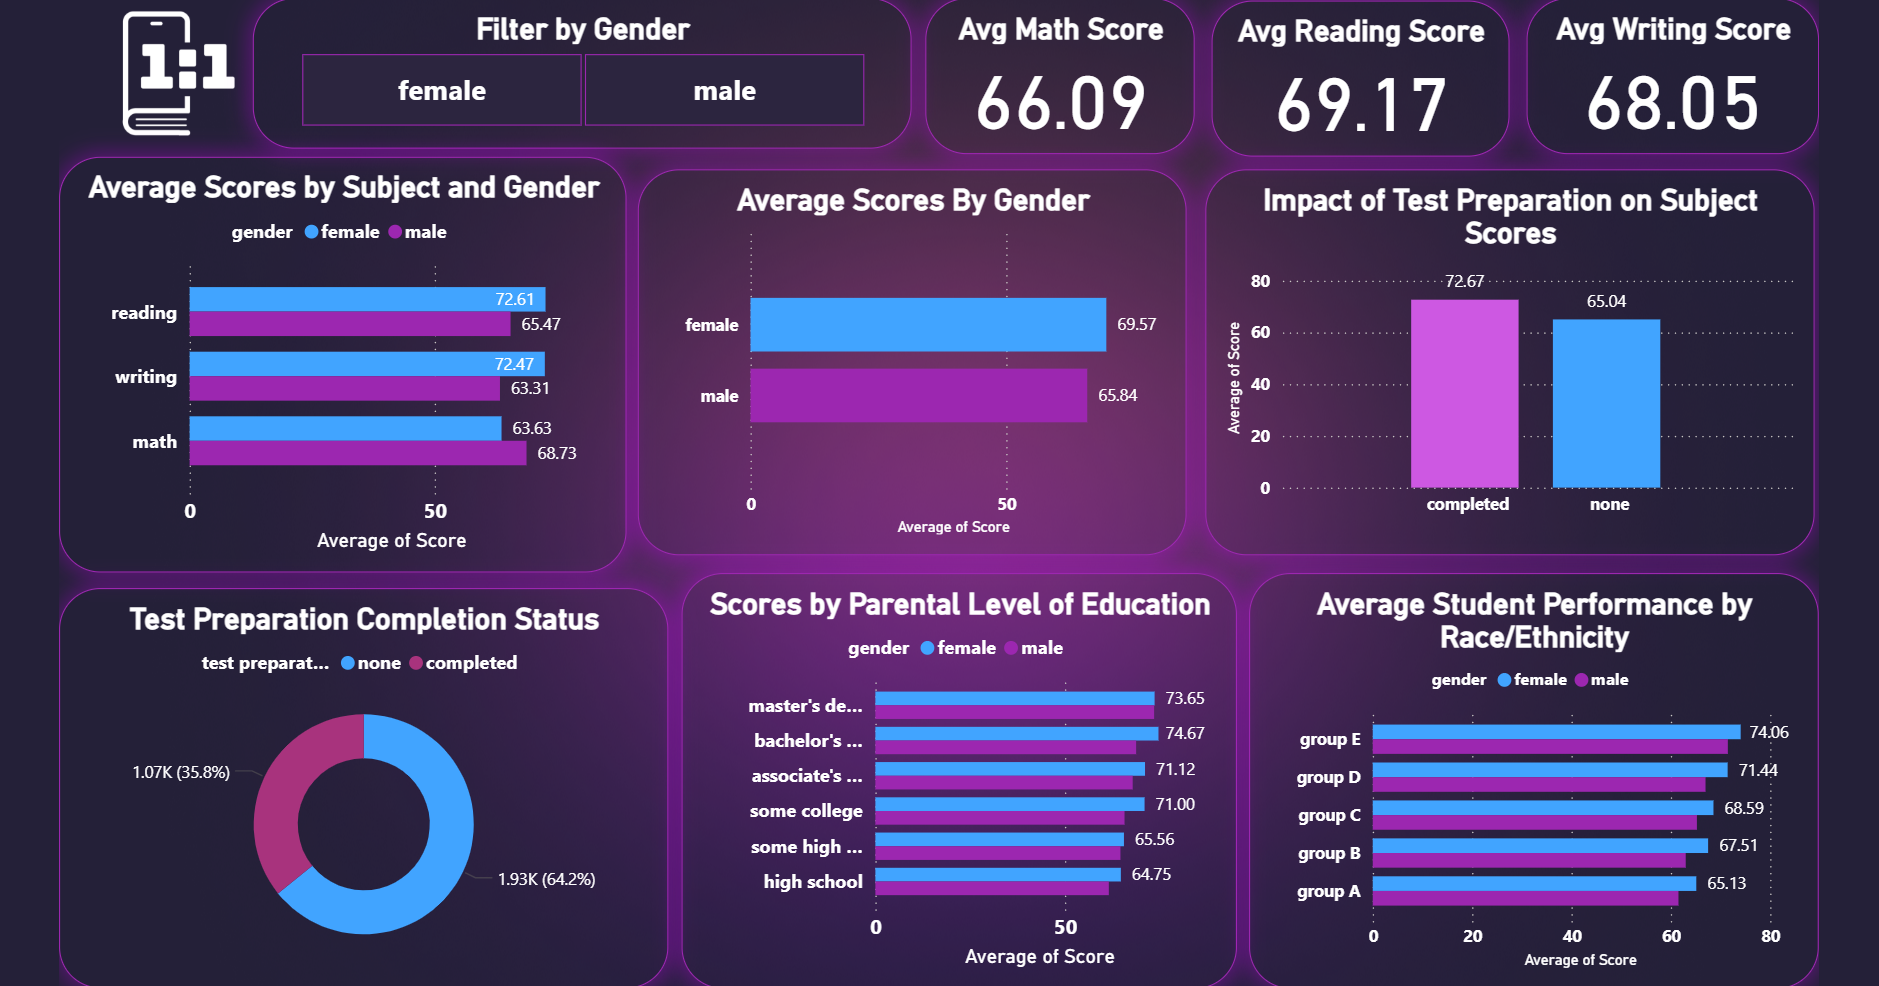 1:1
Filter by Gender
female
male
Avg Math Score
66.09
Avg Reading Score
69.17
Avg Writing Score
68.05
Average Scores by Subject and Gender
gender female male
reading
72.61
65.47
writing
72.47
63.31
math
63.63
68.73
0 50
Average of Score
Average Scores By Gender
female
69.57
male
65.84
0 50
Average of Score
Impact of Test Preparation on Subject
Scores
Average of Score
80
60
40
20
0
72.67
65.04
completed none
Test Preparation Completion Status
test preparat... none completed
1.07K (35.8%)
1.93K (64.2%)
Scores by Parental Level of Education
gender female male
master's de... 73.65
bachelor's ... 74.67
associate's ... 71.12
some college 71.00
some high ... 65.56
high school 64.75
0 50
Average of Score
Average Student Performance by
Race/Ethnicity
gender female male
group E 74.06
group D 71.44
group C 68.59
group B 67.51
group A 65.13
0 20 40 60 80
Average of Score